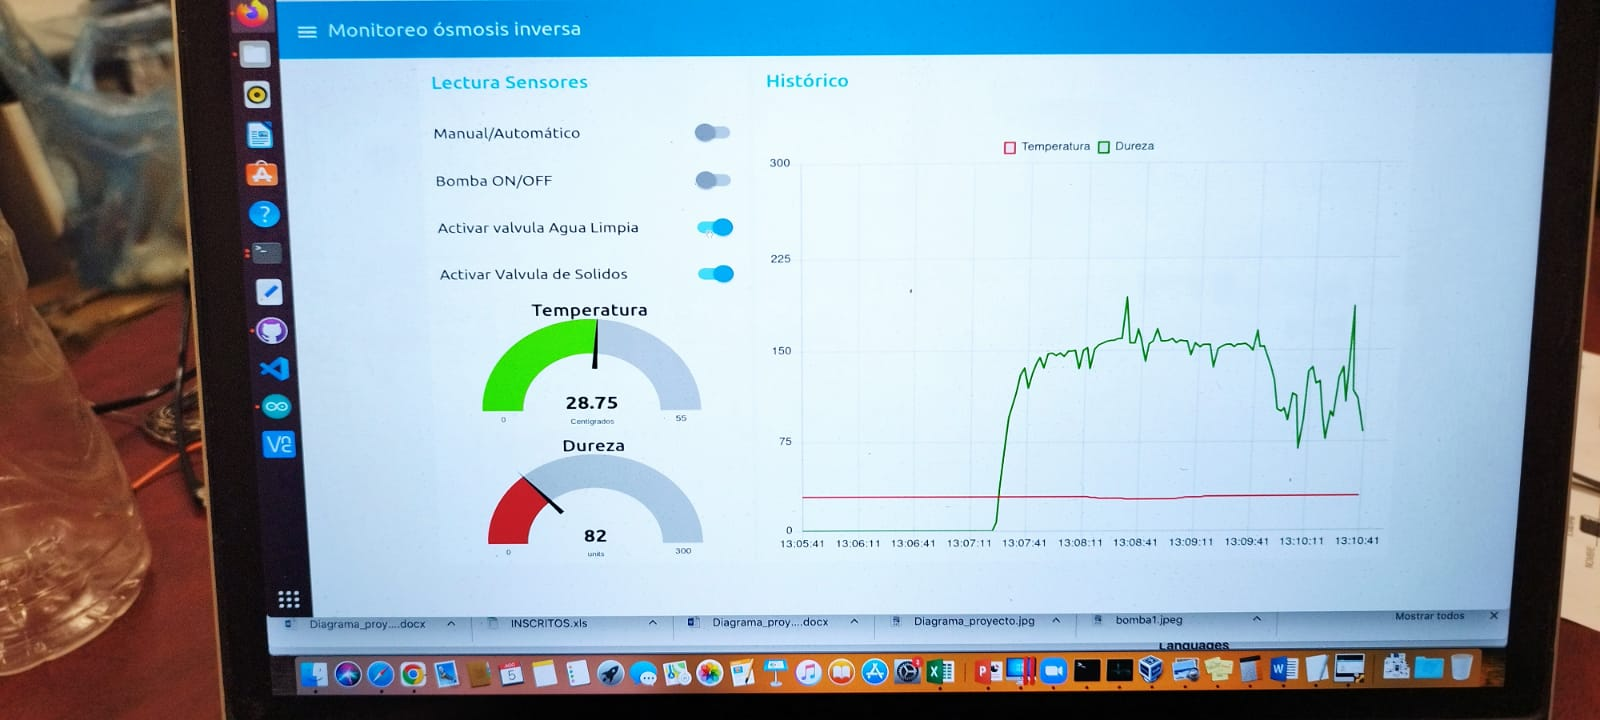 Monitoreo ósmosis inversa
Lectura Sensores
Manual/Automático
Bomba ON/OFF
Activar valvula Agua Limpia
Activar Valvula de Solidos
Temperatura
28.75
Centigrados
0
55
Dureza
82
units
0
300
Histórico
Temperatura Dureza
300
225
150
75
0
13:05:41 13:06:11 13:06:41 13:07:11 13:07:41 13:08:11 13:08:41 13:09:11 13:09:41 13:10:11 13:10:41
Diagrama_proy....docx INSCRITOS.xls Diagrama_proy....docx Diagrama_proyecto.jpg bomba1.jpeg Mostrar todos
Languages
5